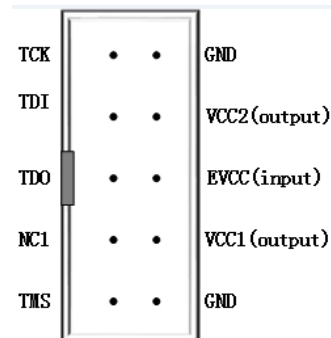 TCK GND
TDI VCC2(output)
TDO EVCC(input)
NC1 VCC1(output)
TMS GND